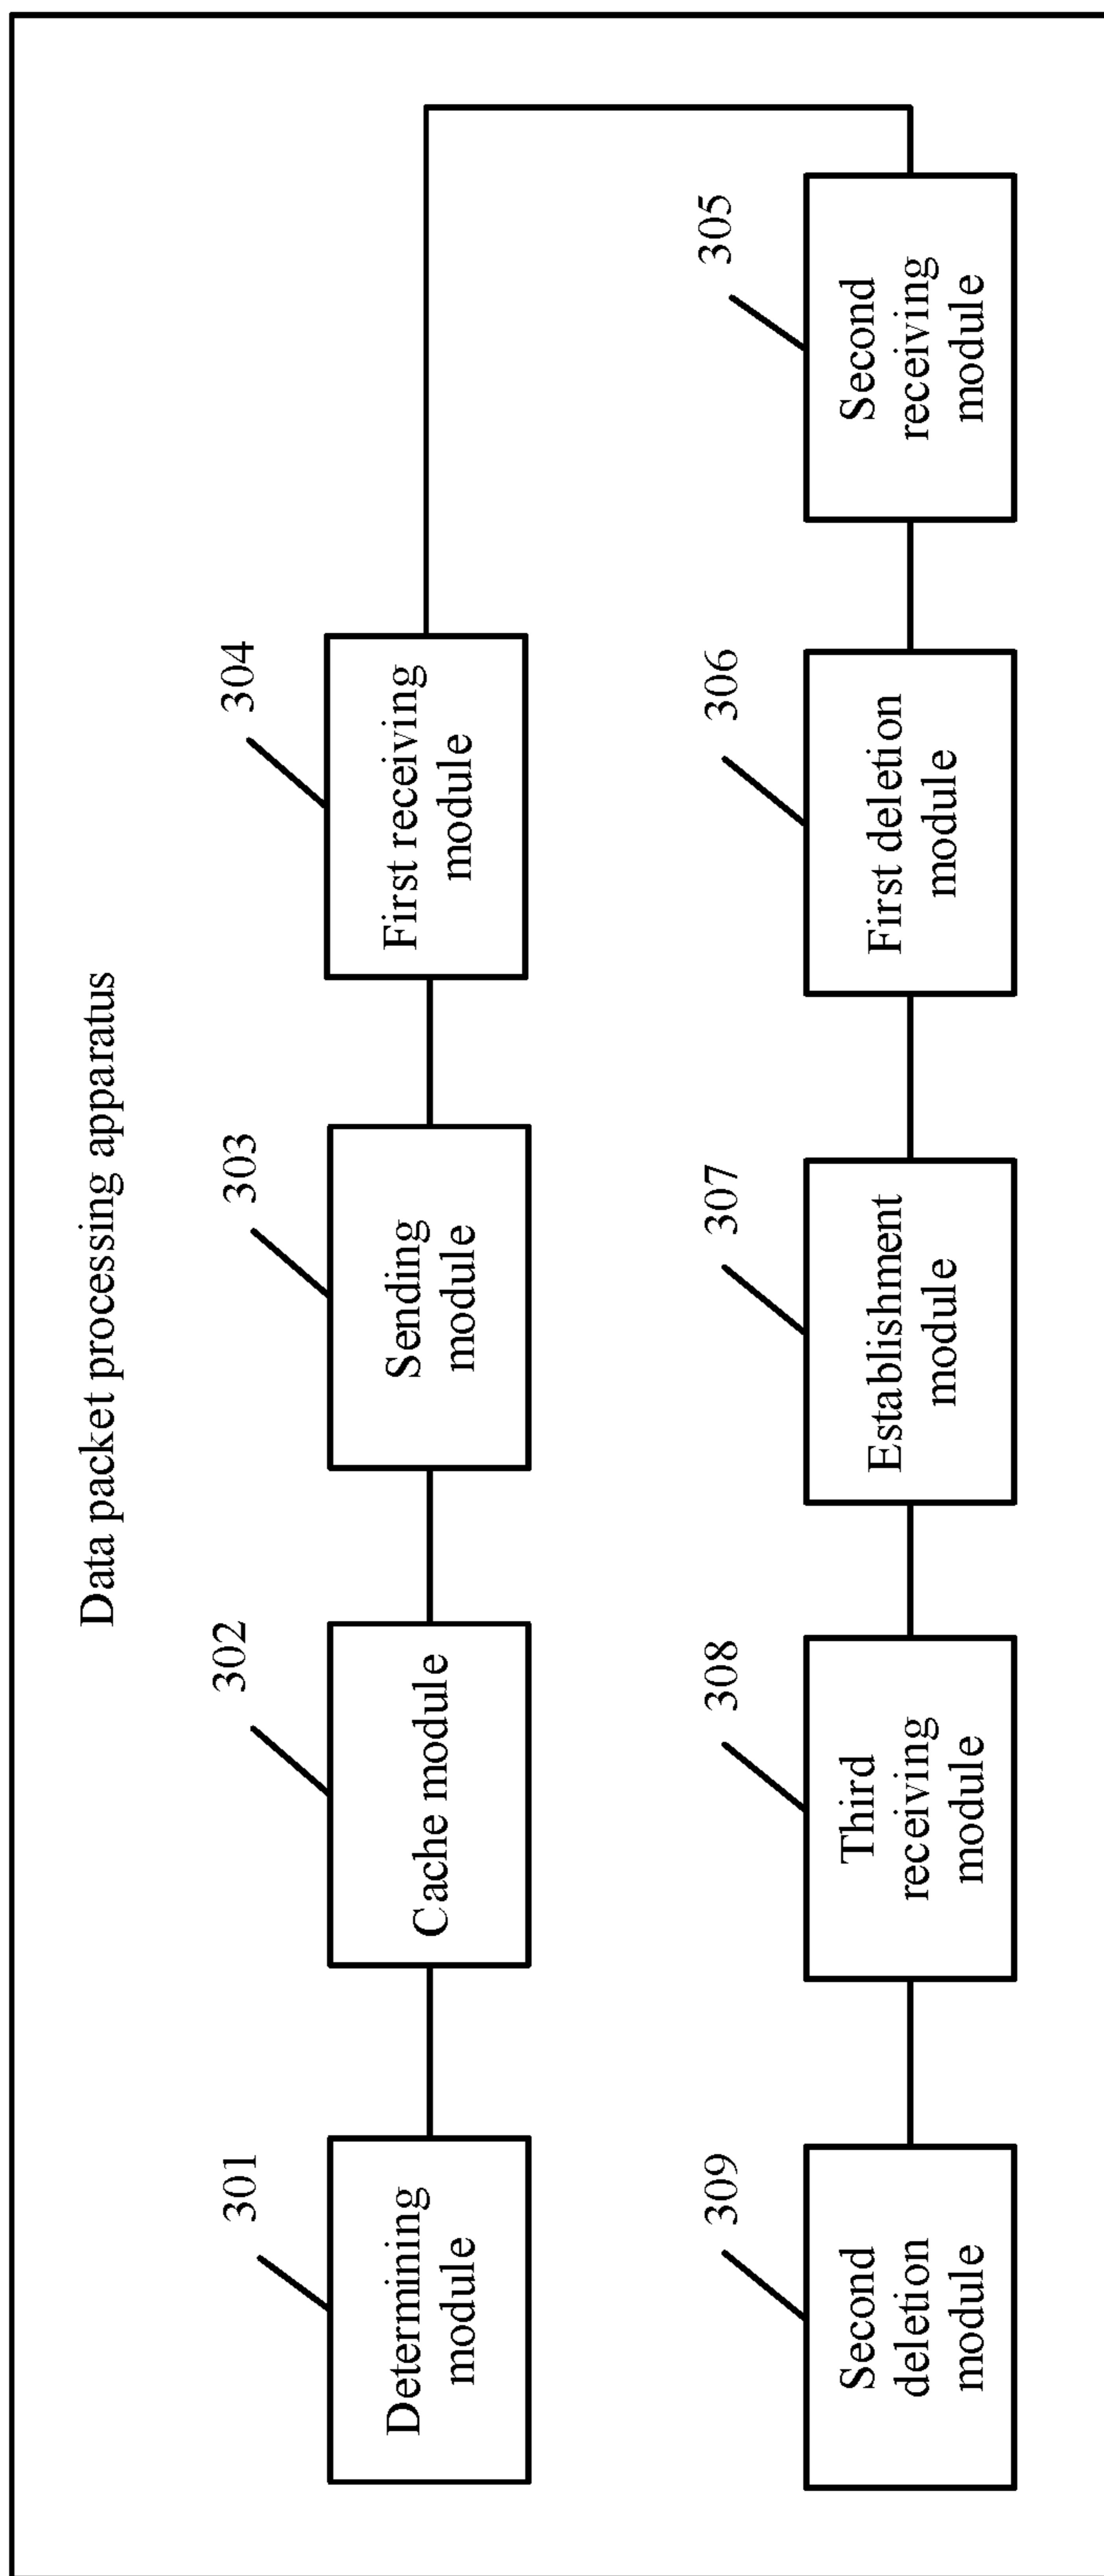 Data packet processing apparatus
301
Determining
module
302
Cache module
303
Sending
module
304
First receiving
module
305
Second
receiving
module
306
First deletion
module
307
Establishment
module
308
Third
receiving
module
309
Second
deletion
module